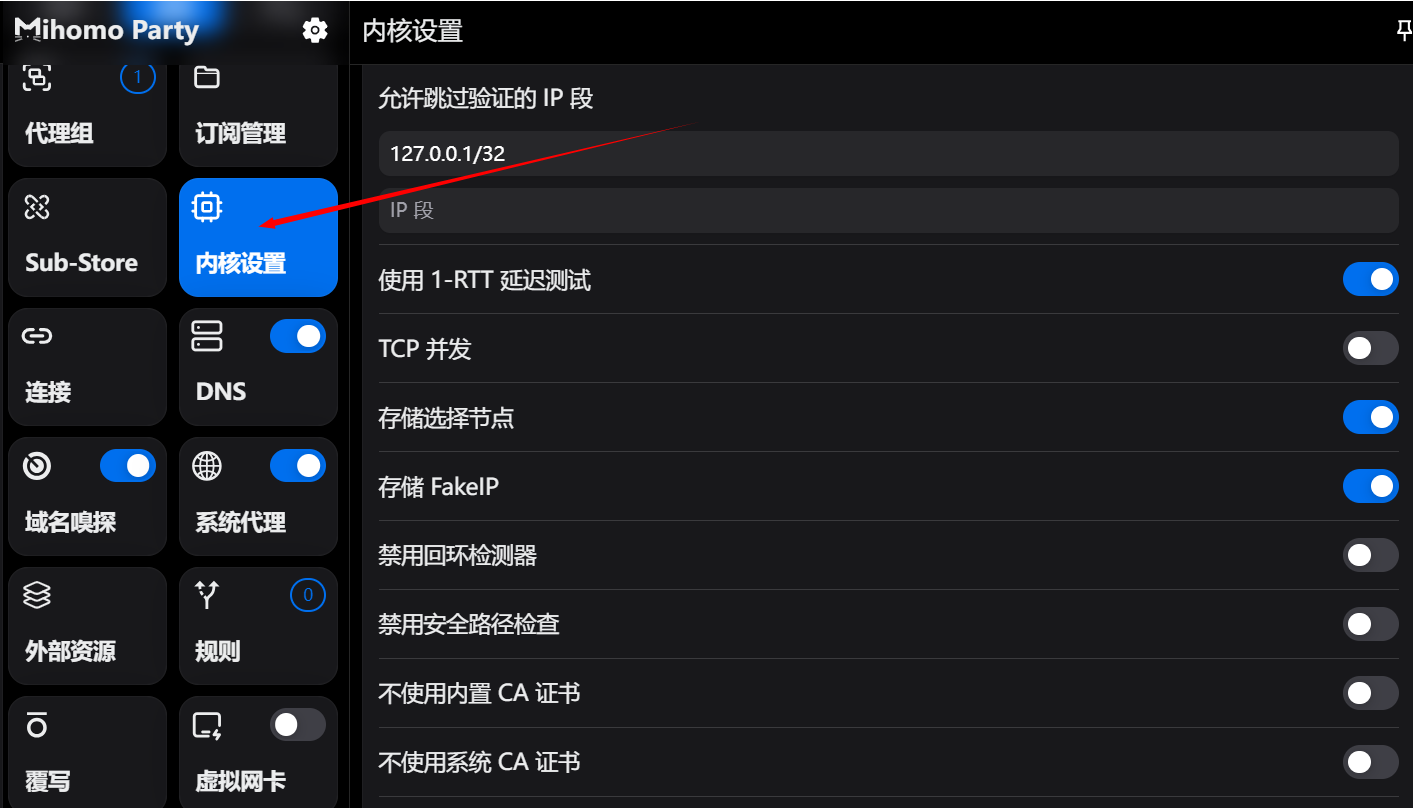 Mihomo Party
代理组
1
订阅管理
Sub-Store
内核设置
连接
DNS
域名嗅探
系统代理
外部资源
规则
0
覆写
虚拟网卡
内核设置
允许跳过验证的 IP 段
127.0.0.1/32
IP 段
使用 1-RTT 延迟测试
TCP 并发
存储选择节点
存储 FakeIP
禁用回环检测器
禁用安全路径检查
不使用内置 CA 证书
不使用系统 CA 证书